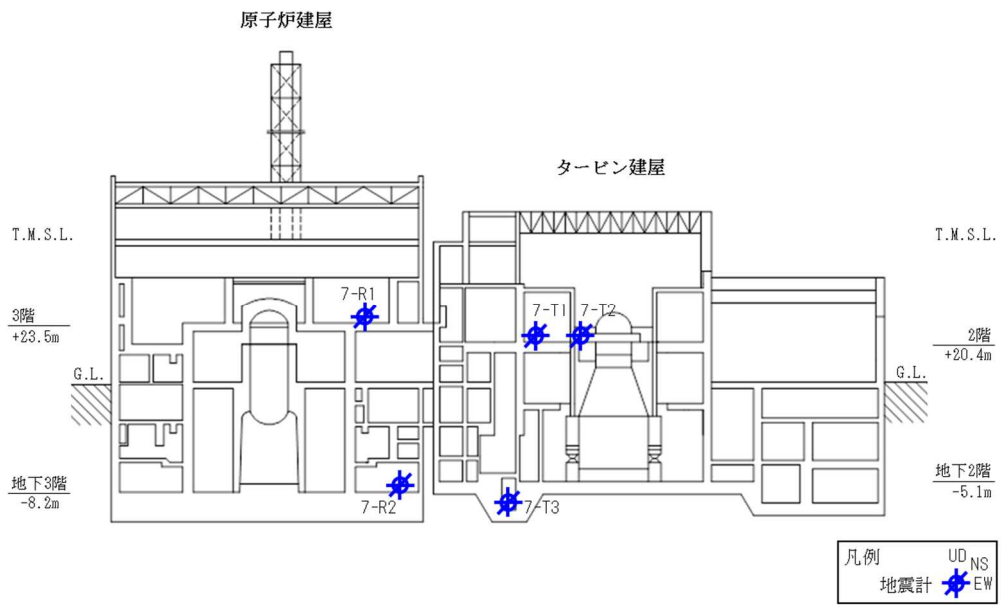 原子炉建屋
タービン建屋
T.M.S.L.
T.M.S.L.
7-R1
7-T1
7-T2
3階
+23.5m
2階
+20.4m
G.L.
G.L.
地下3階
-8.2m
地下2階
-5.1m
7-R2
7-T3
凡例
UD
NS
地震計
EW